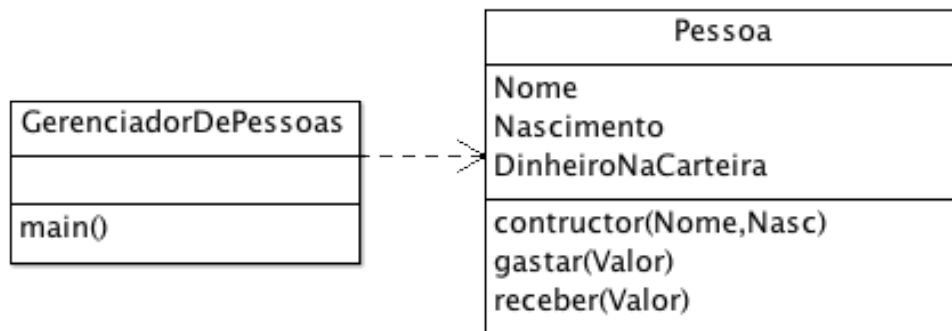 GerenciadorDePessoas
main()
Pessoa
Nome
Nascimento
DinheiroNaCarteira
contructor(Nome,Nasc)
gastar(Valor)
receber(Valor)